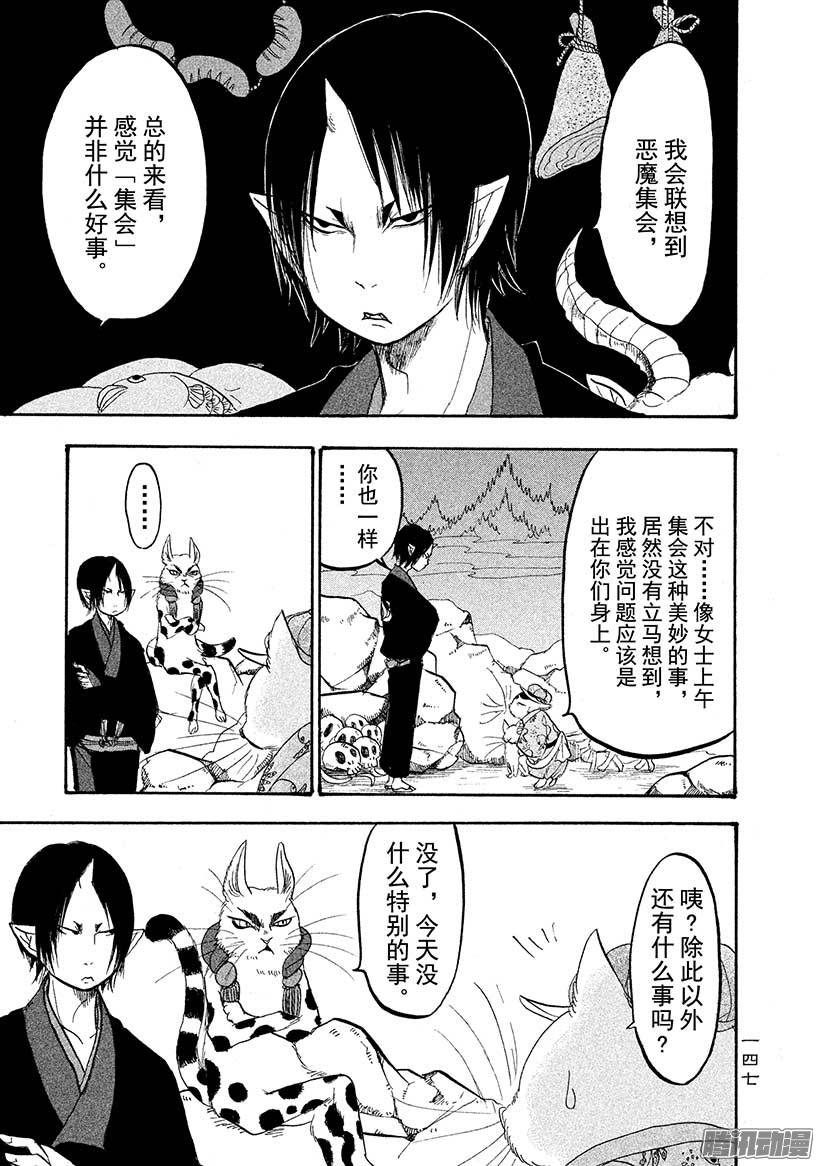 我会联想到
恶魔集会，
总的来看，
感觉「集会」
并非什么好事。
不对……像女士上午
集会这种美妙的事，
居然没有立马想到，
我感觉问题应该是
出在你们身上。
你也一样
……
……
咦？除此以外
还有什么事吗？
没了，今天没
什么特别的事。
一四七
腾讯动漫